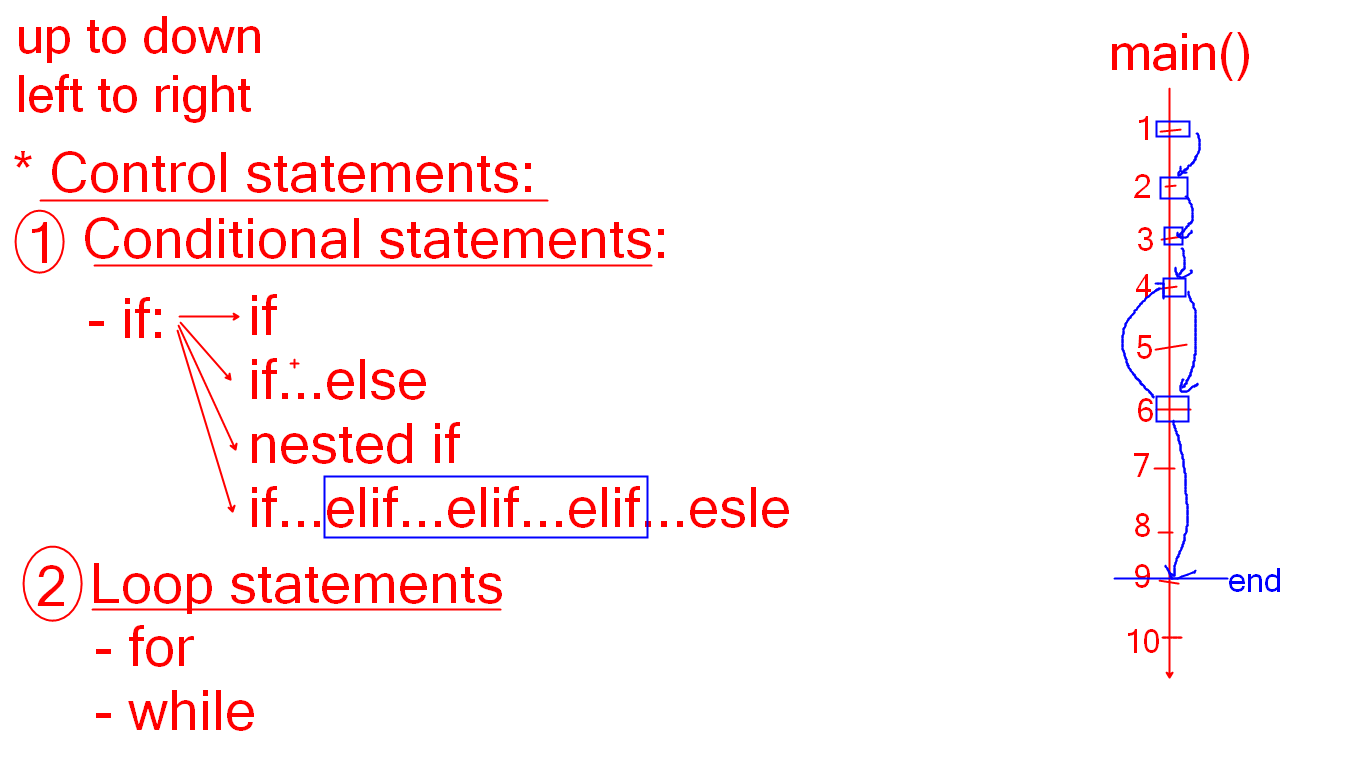 up to down
left to right
* Control statements:
1 Conditional statements:
- if: if
if...else
nested if
if...elif...elif...elif...esle
2 Loop statements
- for
- while
main()
1
2
3
4
5
6
7
8
9 end
10